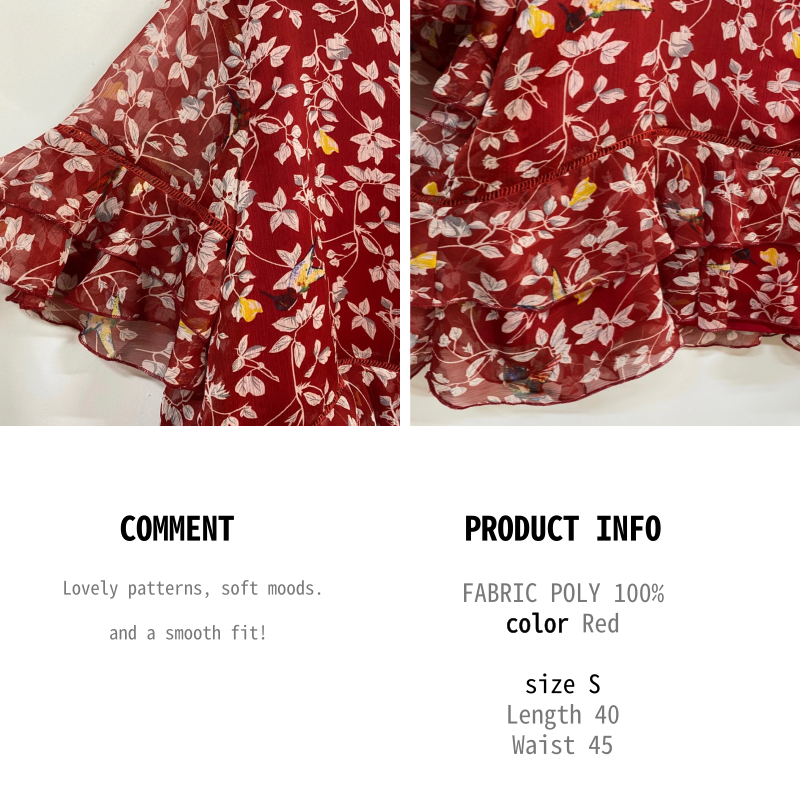 COMMENT
Lovely patterns, soft moods.
and a smooth fit!
PRODUCT INFO
FABRIC POLY 100%
color Red
size S
Length 40
Waist 45